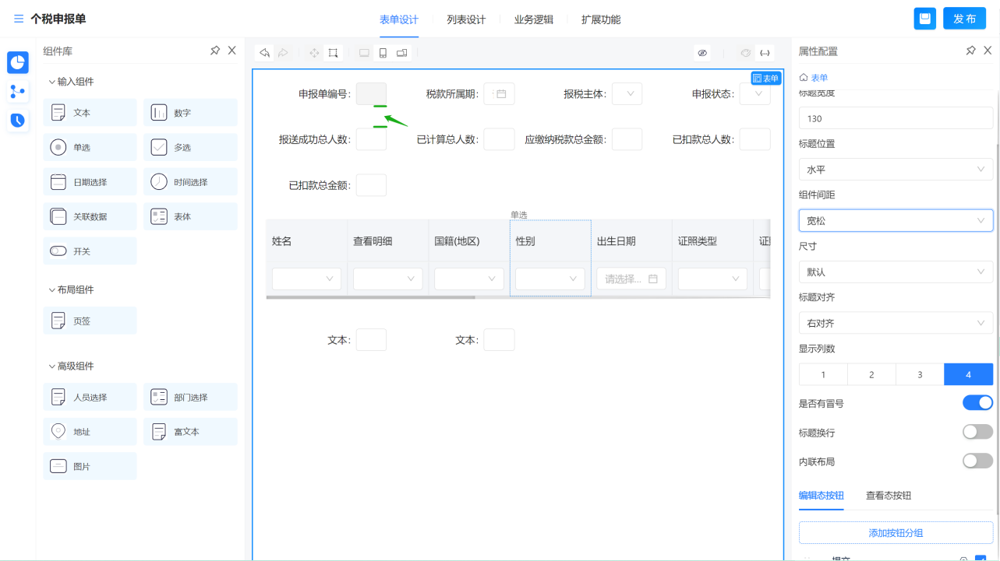 个税申报单
表单设计
列表设计
业务逻辑
扩展功能
发 布
组件库
输入组件
文本
数字
单选
多选
日期选择
时间选择
关联数据
表体
开关
布局组件
页签
高级组件
人员选择
部门选择
地址
富文本
图片
表单
申报单编号:
税款所属期:
报税主体:
申报状态:
报送成功总人数:
已计算总人数:
应缴纳税款总金额:
已扣款总人数:
已扣款总金额:
单选
姓名
查看明细
国籍(地区)
性别
出生日期
证照类型
请选择...
文本:
文本:
属性配置
表单
标题宽度
130
标题位置
水平
组件间距
宽松
尺寸
默认
标题对齐
右对齐
显示列数
1 2 3 4
是否有冒号
标题换行
内联布局
编辑态按钮
查看态按钮
添加按钮分组
提交